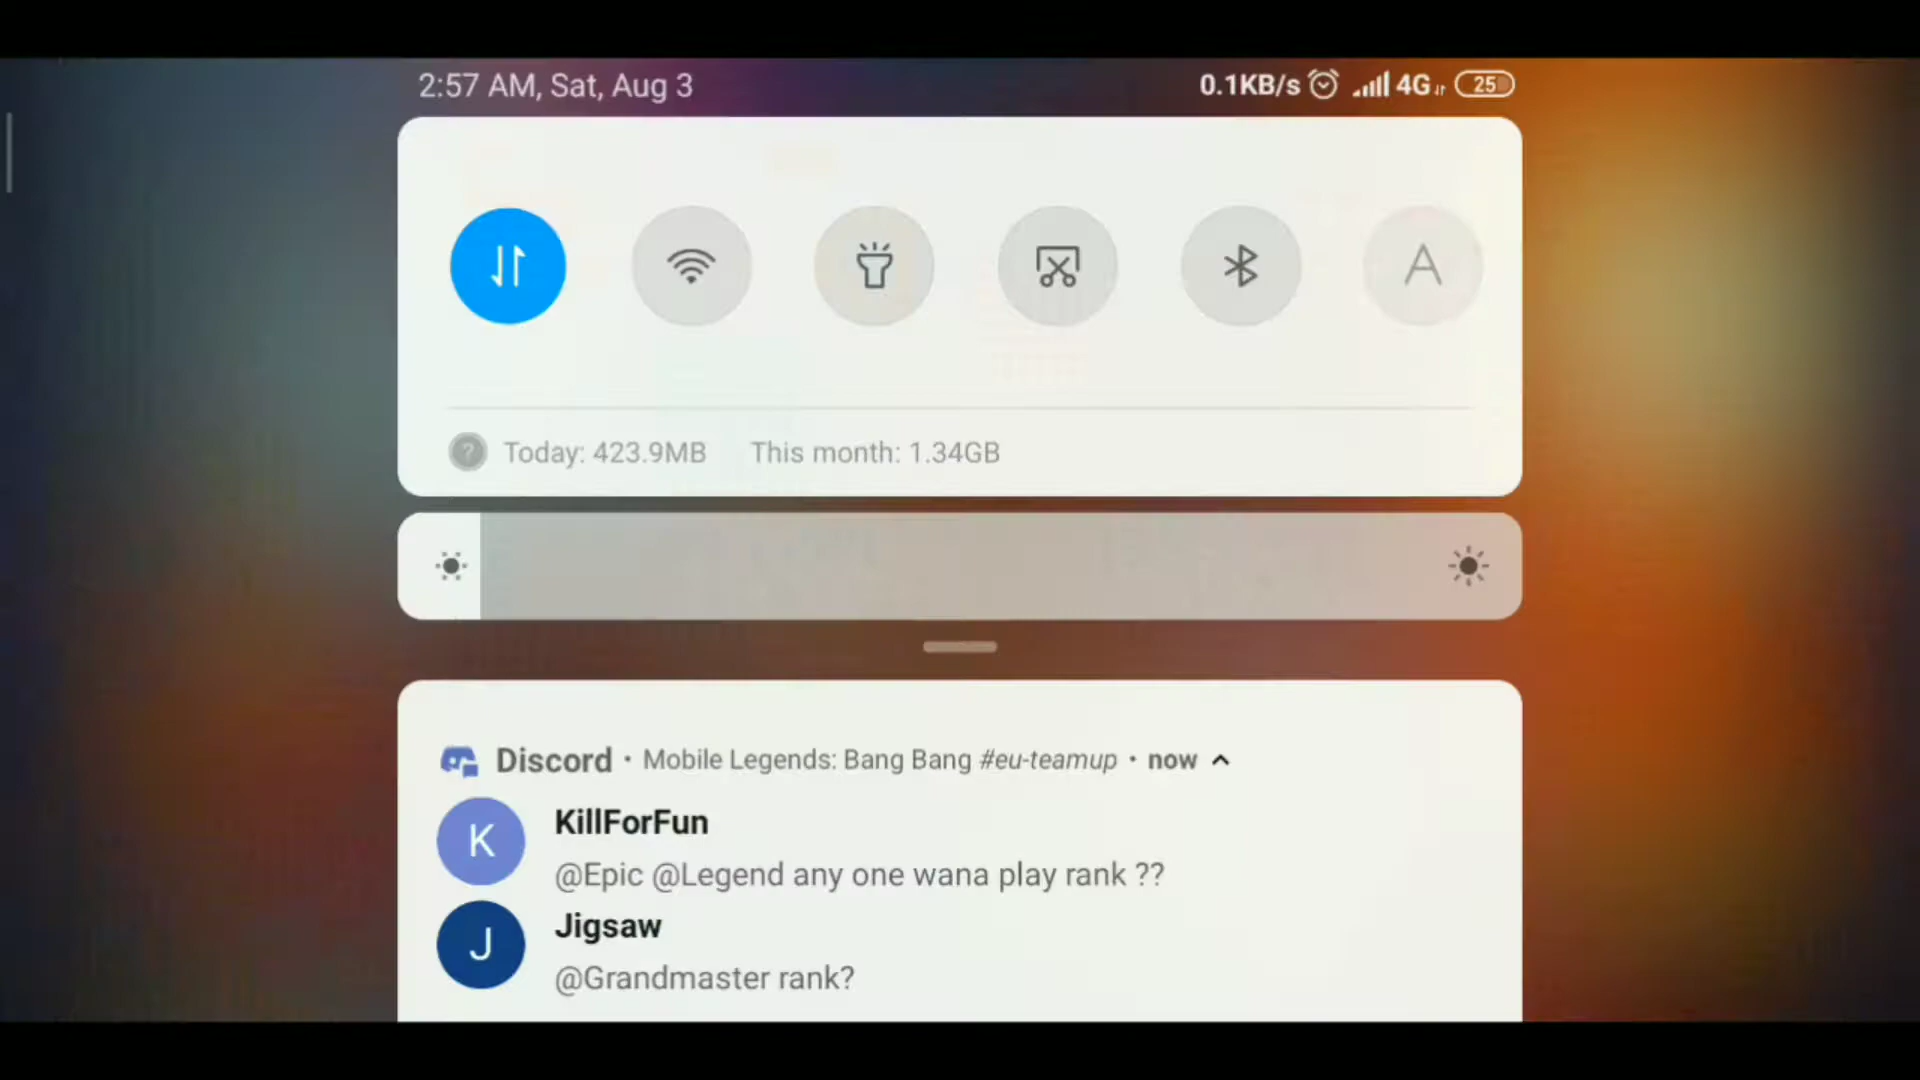 2:57 AM, Sat, Aug 3 0.1KB/s 4G 25
A
? Today: 423.9MB This month: 1.34GB
Discord · Mobile Legends: Bang Bang #eu-teamup · now
K KillForFun
@Epic @Legend any one wana play rank ??
J Jigsaw
@Grandmaster rank?